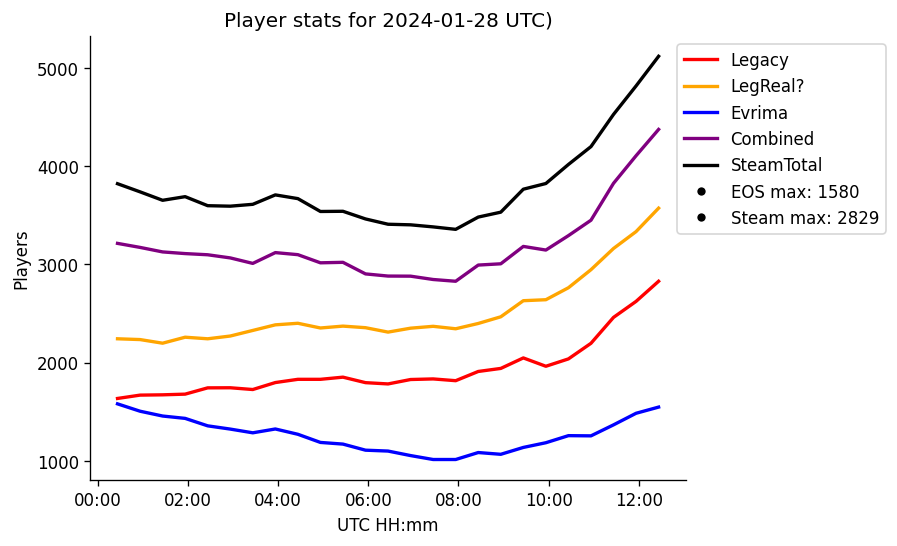 Player stats for 2024-01-28 UTC)
5000
4000
3000
2000
1000
Players
00:00 02:00 04:00 06:00 08:00 10:00 12:00
UTC HH:mm
Legacy
LegReal?
Evrima
Combined
SteamTotal
EOS max: 1580
Steam max: 2829